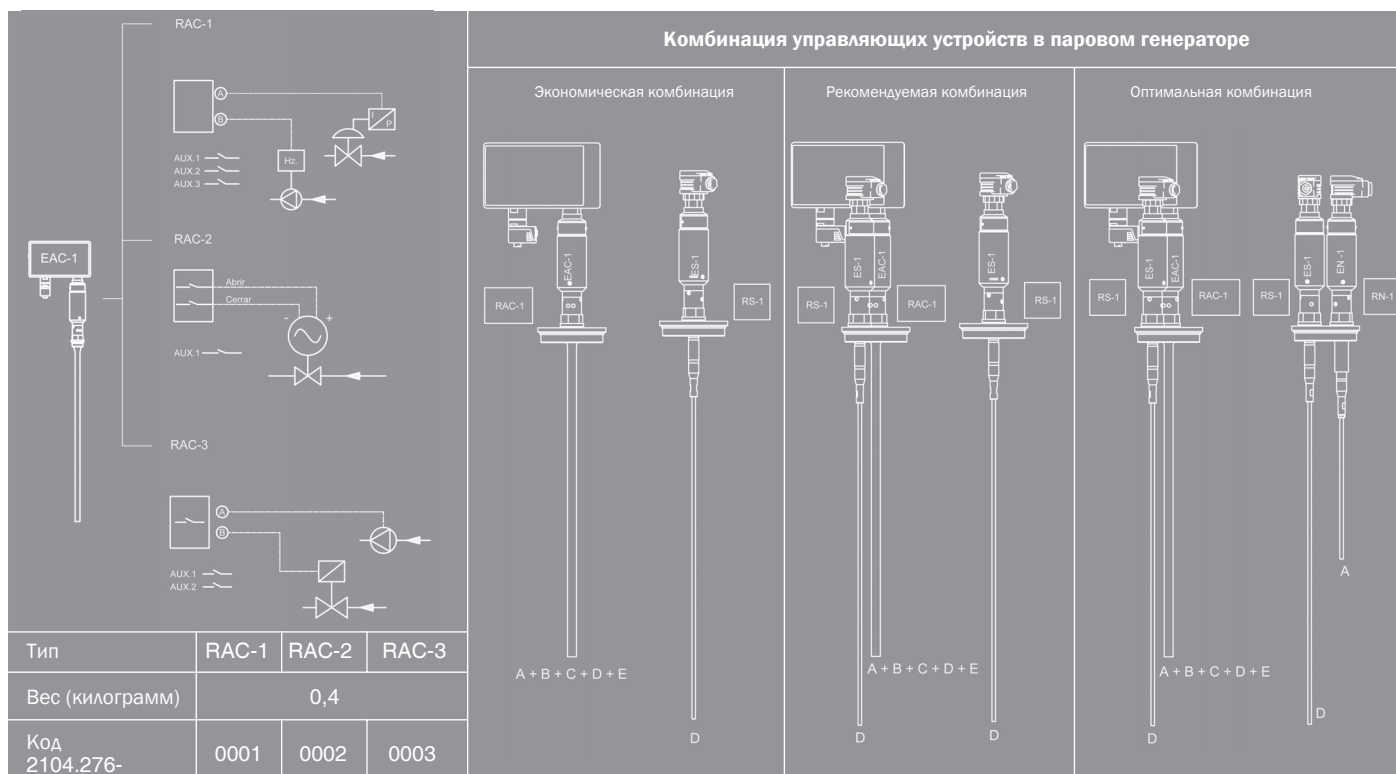 RAC-1
A
B
I
P
Hz.
AUX.1
AUX.2
AUX.3
EAC-1
RAC-2
Abrir
Cerrar
- +
AUX.1
RAC-3
A
B
AUX.1
AUX.2
Тип RAC-1 RAC-2 RAC-3
Вес (килограмм) 0,4
Код
2104.276- 0001 0002 0003
Комбинация управляющих устройств в паровом генераторе
Экономическая комбинация
EAC-1
RAC-1
ES-1
RS-1
A + B + C + D + E
D
Рекомендуемая комбинация
ES-1
EAC-1
RS-1
RAC-1
ES-1
RS-1
A + B + C + D + E
D
D
Оптимальная комбинация
ES-1
EAC-1
RS-1
RAC-1
RS-1
ES-1
EN -1
RN-1
A
A + B + C + D + E
D
D